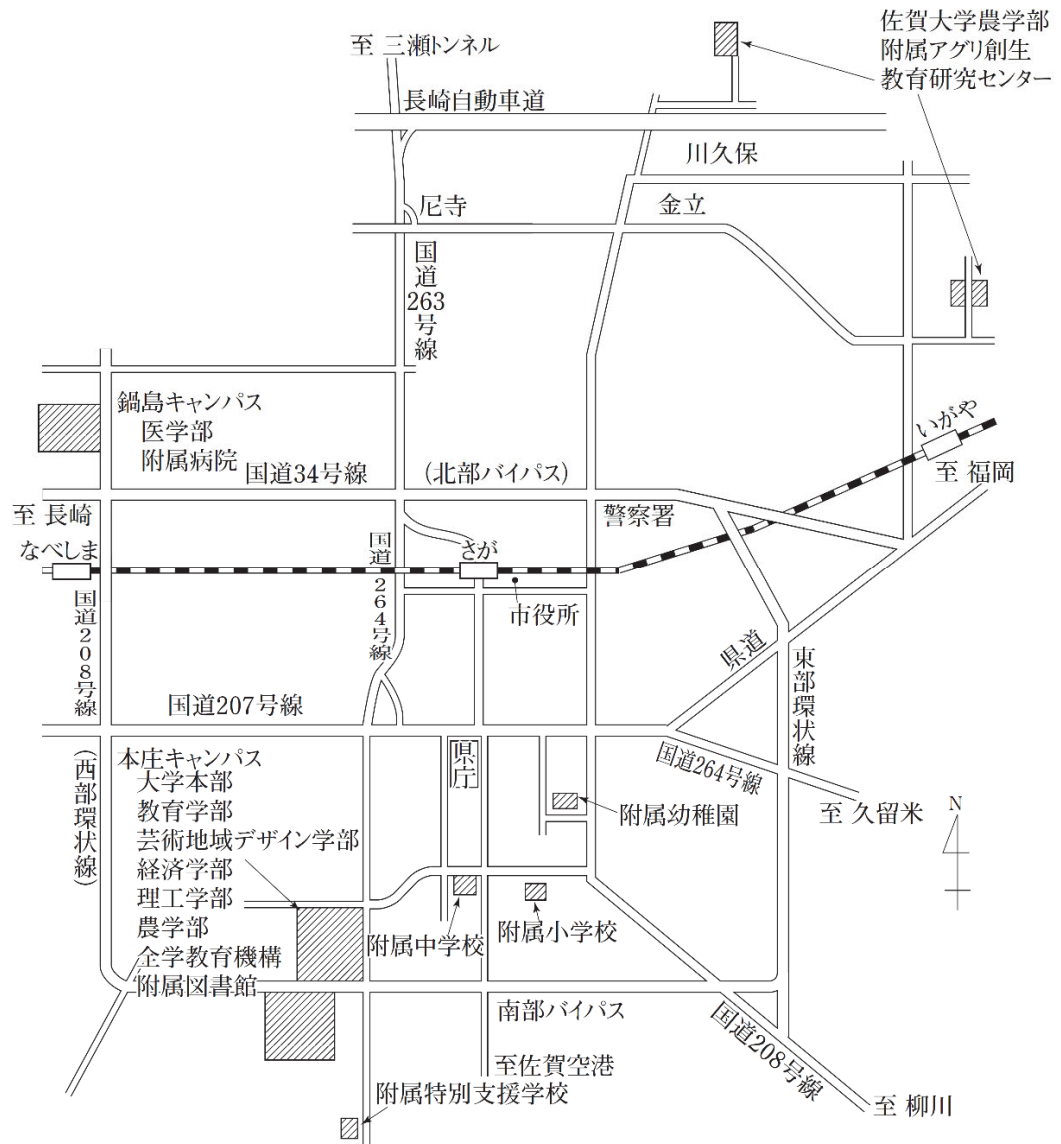 佐賀大学農学部
附属アグリ創生
教育研究センター
至 三瀬トンネル
長崎自動車道
川久保
尼寺
金立
国道263号線
鍋島キャンパス
医学部
附属病院
いがや
国道34号線
(北部バイパス)
至 福岡
至 長崎
警察署
なべしま
さが
国道264号線
市役所
国道208号線
県道
東部環状線
国道207号線
(西部環状線)
本庄キャンパス
大学本部
教育学部
芸術地域デザイン学部
経済学部
理工学部
農学部
全学教育機構
附属図書館
県庁
国道264号線
附属幼稚園
至 久留米
N
附属中学校
附属小学校
南部バイパス
国道208号線
至佐賀空港
附属特別支援学校
至 柳川